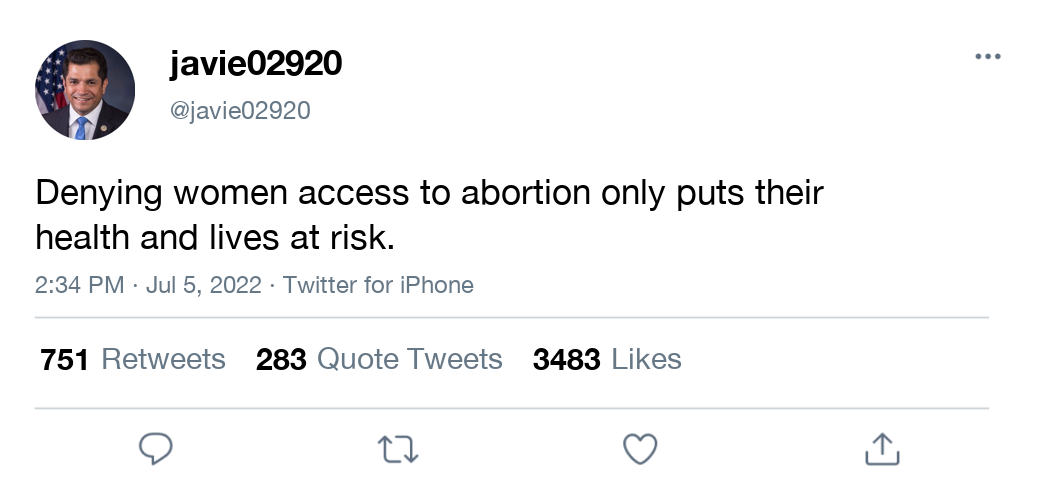 javie02920
@javie02920
Denying women access to abortion only puts their
health and lives at risk.
2:34 PM · Jul 5, 2022 · Twitter for iPhone
751 Retweets 283 Quote Tweets 3483 Likes